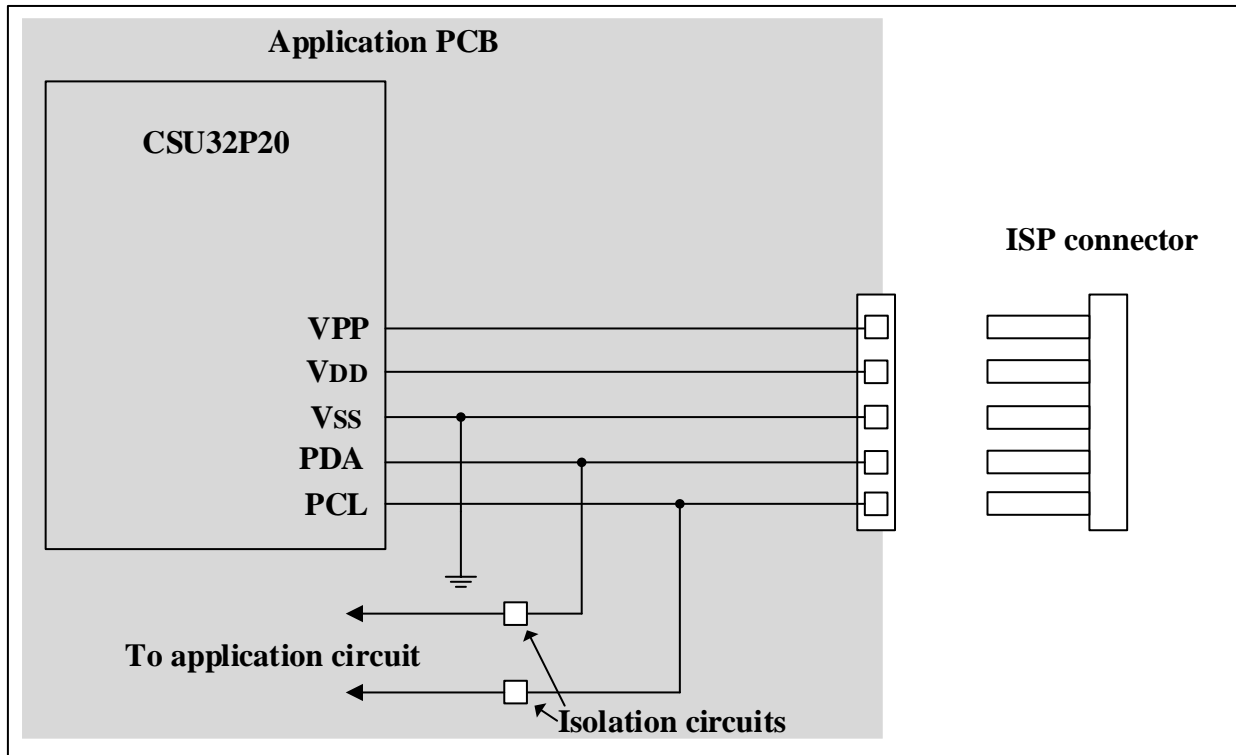 Application PCB
CSU32P20
ISP connector
VPP
VDD
VSS
PDA
PCL
To application circuit
Isolation circuits